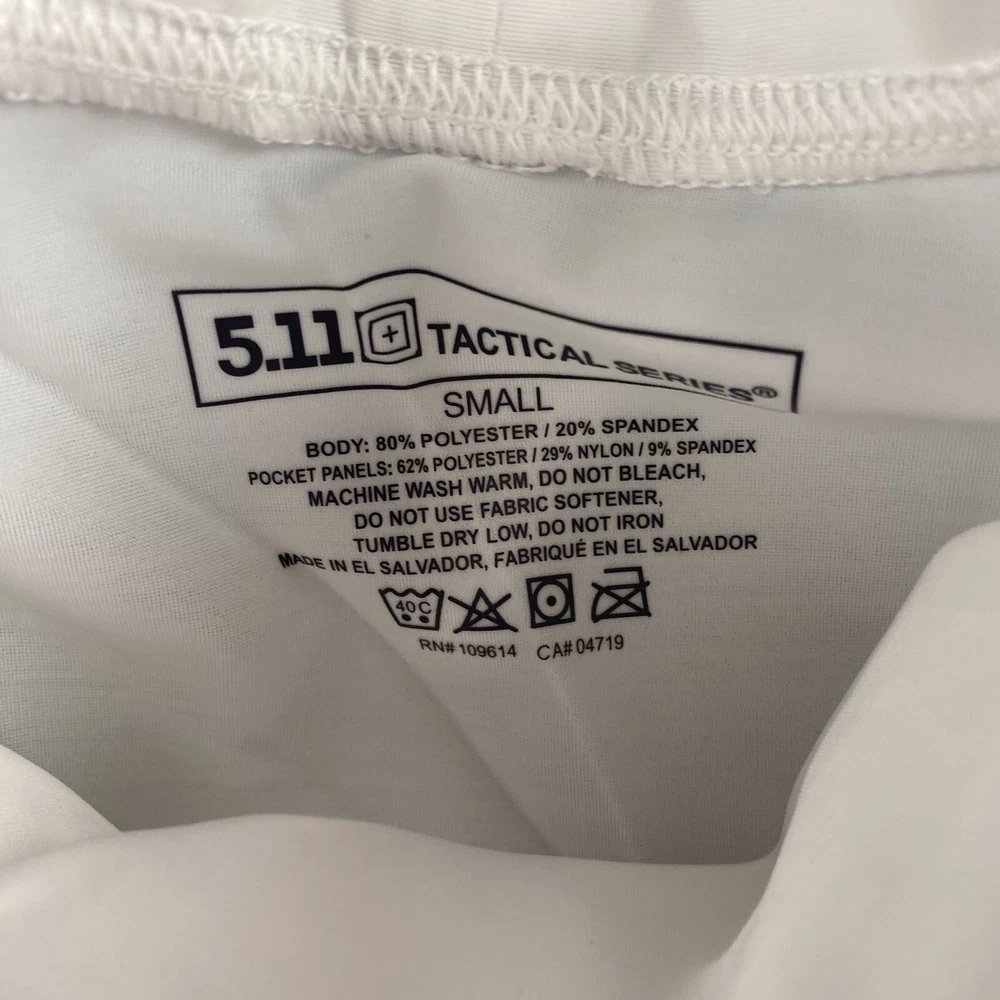 5.11 TACTICAL SERIES®
SMALL
BODY: 80% POLYESTER / 20% SPANDEX
POCKET PANELS: 62% POLYESTER / 29% NYLON / 9% SPANDEX
MACHINE WASH WARM, DO NOT BLEACH,
DO NOT USE FABRIC SOFTENER,
TUMBLE DRY LOW, DO NOT IRON
MADE IN EL SALVADOR, FABRIQUÉ EN EL SALVADOR
40C
RN# 109614 CA# 04719